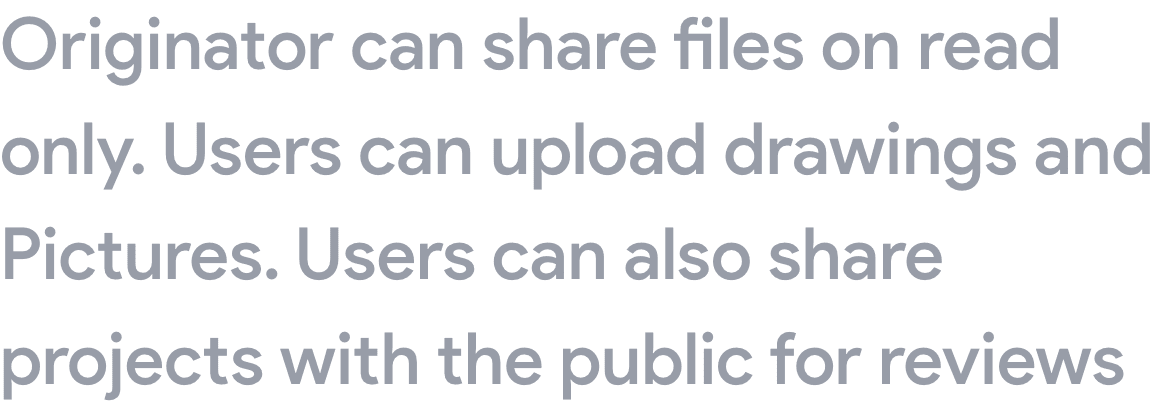 Originator can share files on read
only. Users can upload drawings and
Pictures. Users can also share
projects with the public for reviews